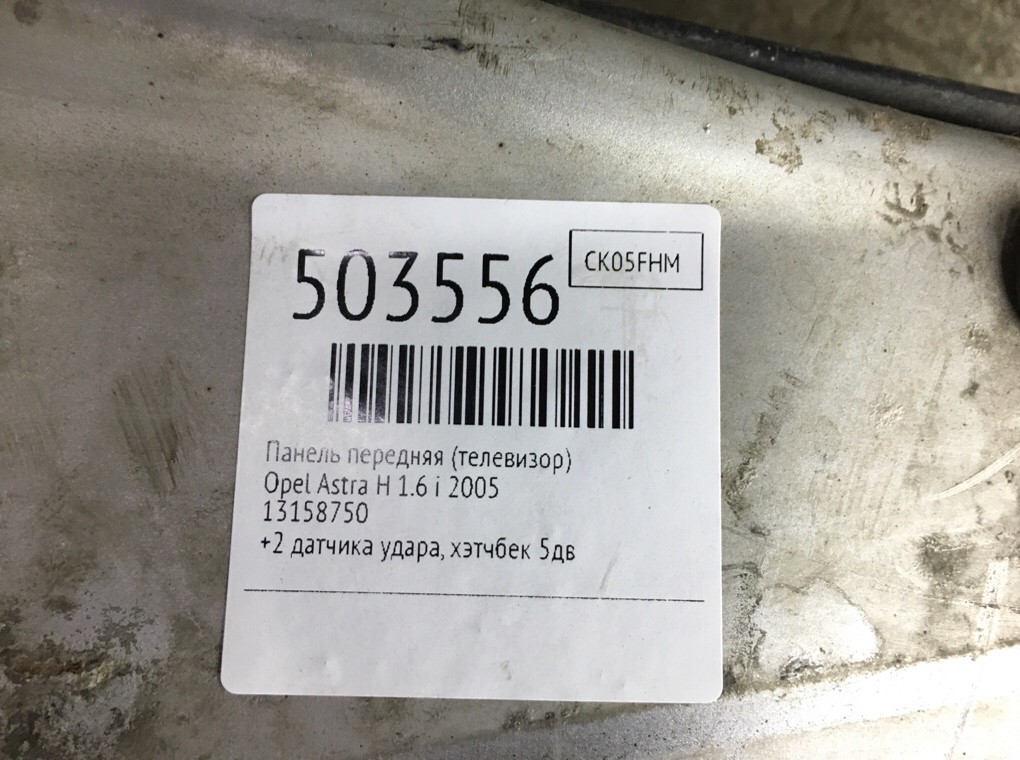 503556
CK05FHM
Панель передняя (телевизор)
Opel Astra H 1.6 i 2005
13158750
+2 датчика удара, хэтчбек 5дв